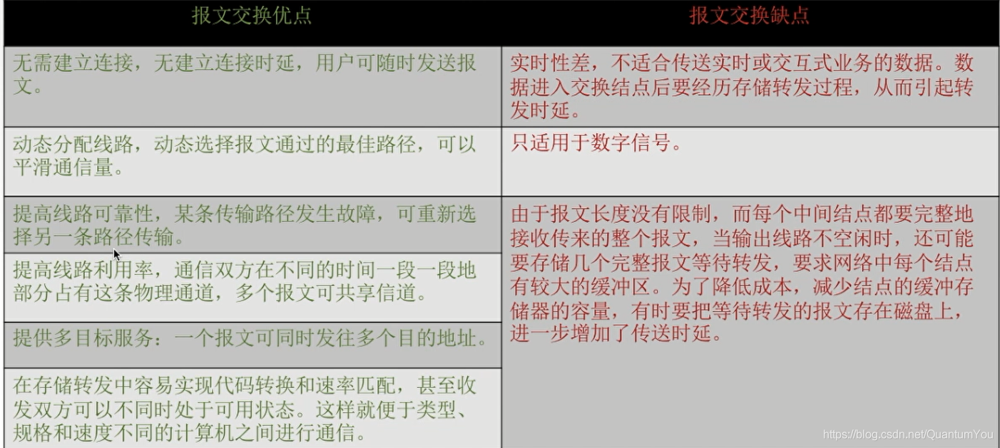 报文交换优点
报文交换缺点
无需建立连接，无建立连接时延，用户可随时发送报
文。
实时性差，不适合传送实时或交互式业务的数据。数
据进入交换结点后要经历存储转发过程，从而引起转
发时延。
动态分配线路，动态选择报文通过的最佳路径，可以
平滑通信量。
只适用于数字信号。
提高线路可靠性，某条传输路径发生故障，可重新选
择另一条路径传输。
提高线路利用率，通信双方在不同的时间一段一段地
部分占有这条物理通道，多个报文可共享信道。
提供多目标服务：一个报文可同时发往多个目的地址。
在存储转发中容易实现代码转换和速率匹配，甚至收
发双方可以不同时处于可用状态。这样就便于类型、
规格和速度不同的计算机之间进行通信。
由于报文长度没有限制，而每个中间结点都要完整地
接收传来的整个报文，当输出线路不空闲时，还可能
要存储几个完整报文等待转发，要求网络中每个结点
有较大的缓冲区。为了降低成本，减少结点的缓冲存
储器的容量，有时要把等待转发的报文存在磁盘上，
进一步增加了传送时延。
https://blog.csdn.net/QuantumYou